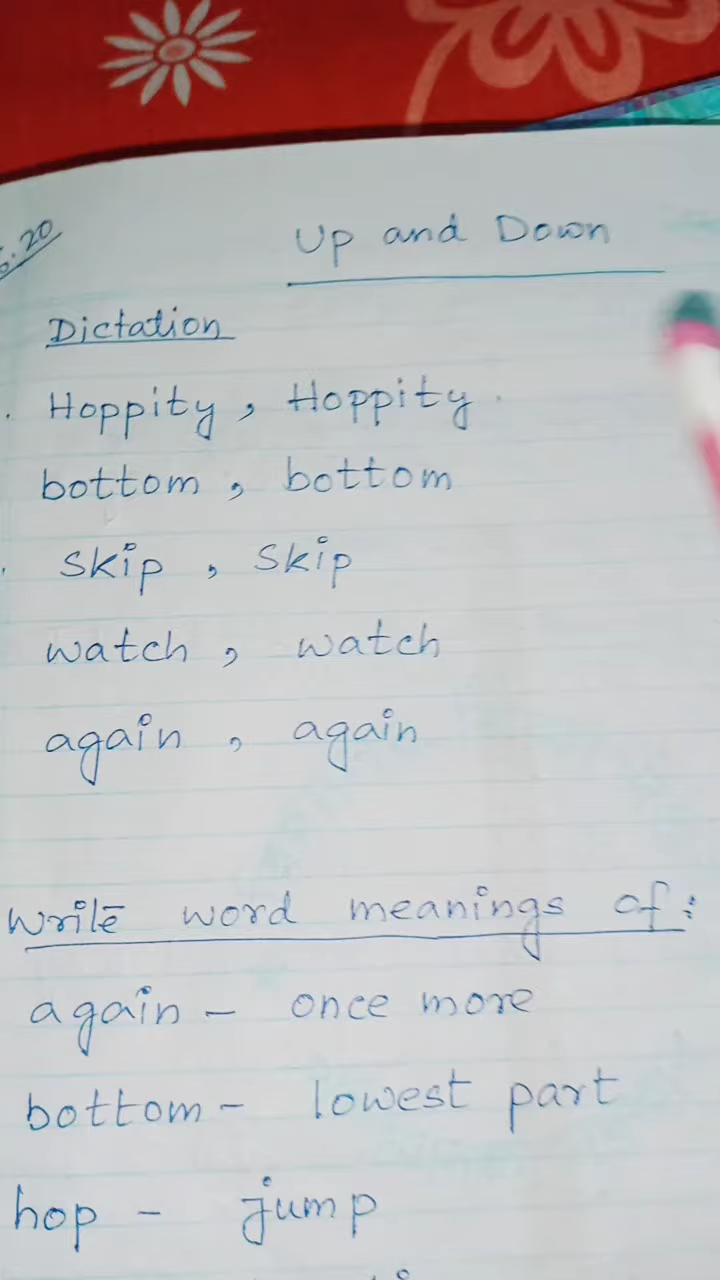 .20
Up and Down
Dictation
Hoppity, Hoppity
bottom, bottom
Skip, Skip
watch, watch
again, again
Write word meanings of:
again - once more
bottom - lowest part
hop - jump